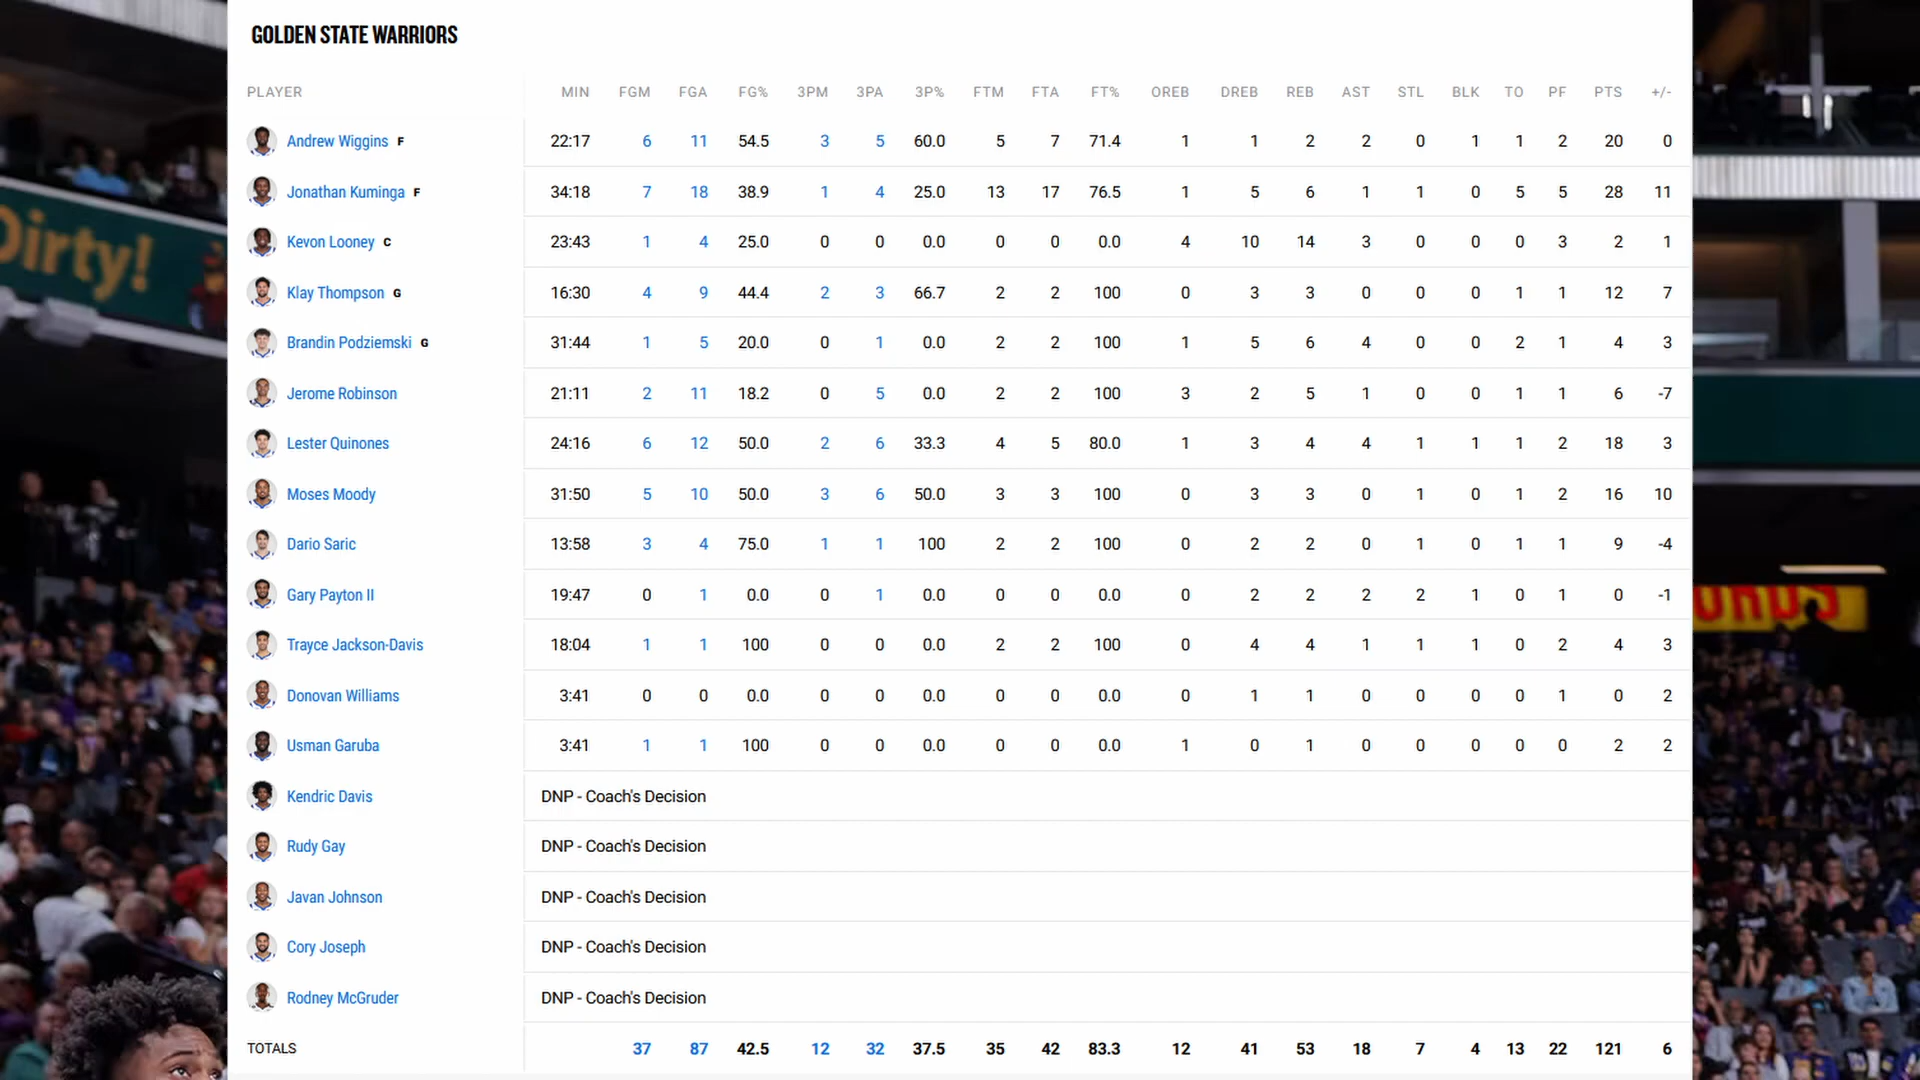 GOLDEN STATE WARRIORS
PLAYER MIN FGM FGA FG% 3PM 3PA 3P% FTM FTA FT% OREB DREB REB AST STL BLK TO PF PTS +/-
Andrew Wiggins F 22:17 6 11 54.5 3 5 60.0 5 7 71.4 1 1 2 2 0 1 1 2 20 0
Jonathan Kuminga F 34:18 7 18 38.9 1 4 25.0 13 17 76.5 1 5 6 1 1 0 5 5 28 11
Kevon Looney C 23:43 1 4 25.0 0 0 0.0 0 0 0.0 4 10 14 3 0 0 0 3 2 1
Klay Thompson G 16:30 4 9 44.4 2 3 66.7 2 2 100 0 3 3 0 0 0 1 1 12 7
Brandin Podziemski G 31:44 1 5 20.0 0 1 0.0 2 2 100 1 5 6 4 0 0 2 1 4 3
Jerome Robinson 21:11 2 11 18.2 0 5 0.0 2 2 100 3 2 5 1 0 0 1 1 6 -7
Lester Quinones 24:16 6 12 50.0 2 6 33.3 4 5 80.0 1 3 4 4 1 1 1 2 18 3
Moses Moody 31:50 5 10 50.0 3 6 50.0 3 3 100 0 3 3 0 1 0 1 2 16 10
Dario Saric 13:58 3 4 75.0 1 1 100 2 2 100 0 2 2 0 1 0 1 1 9 -4
Gary Payton II 19:47 0 1 0.0 0 1 0.0 0 0 0.0 0 2 2 2 2 1 0 1 0 -1
Trayce Jackson-Davis 18:04 1 1 100 0 0 0.0 2 2 100 0 4 4 1 1 1 0 2 4 3
Donovan Williams 3:41 0 0 0.0 0 0 0.0 0 0 0.0 0 1 1 0 0 0 0 1 0 2
Usman Garuba 3:41 1 1 100 0 0 0.0 0 0 0.0 1 0 1 0 0 0 0 0 2 2
Kendric Davis DNP - Coach's Decision
Rudy Gay DNP - Coach's Decision
Javan Johnson DNP - Coach's Decision
Cory Joseph DNP - Coach's Decision
Rodney McGruder DNP - Coach's Decision
TOTALS 37 87 42.5 12 32 37.5 35 42 83.3 12 41 53 18 7 4 13 22 121 6
Dirty!